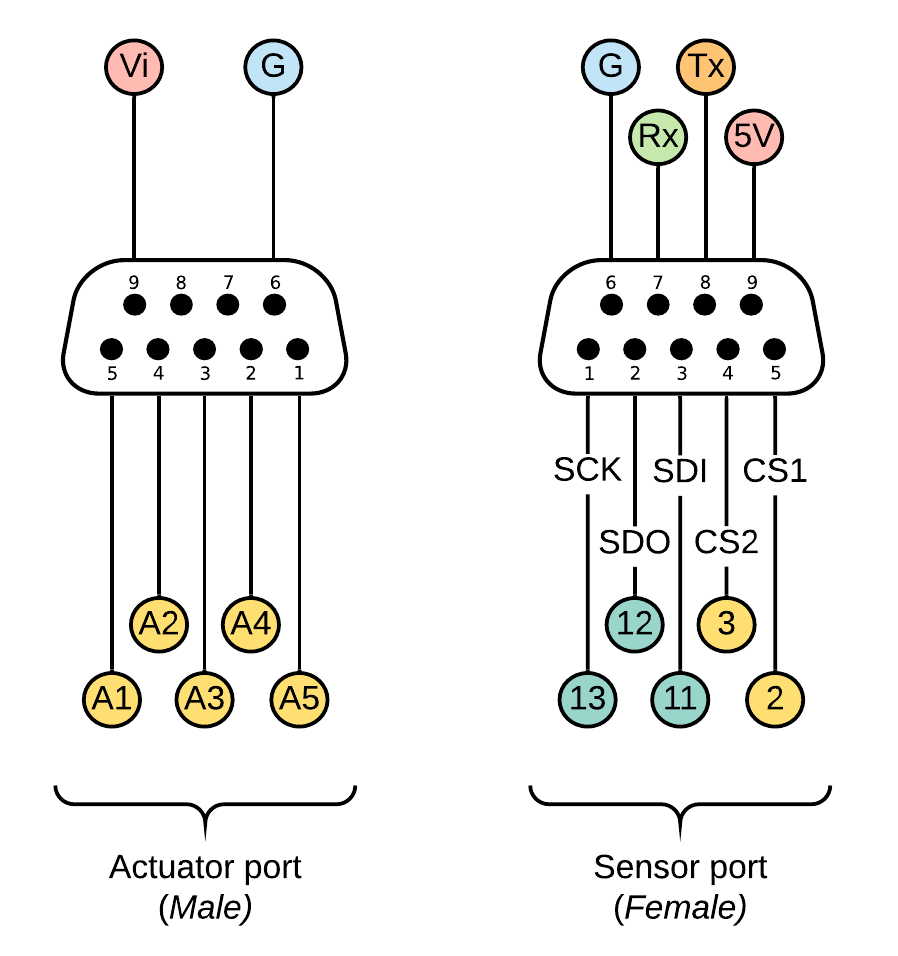 Vi G
9 8 7 6
5 4 3 2 1
A2 A4
A1 A3 A5
Actuator port
(Male)
G Tx
Rx 5V
6 7 8 9
1 2 3 4 5
SCK SDI CS1
SDO CS2
12 3
13 11 2
Sensor port
(Female)